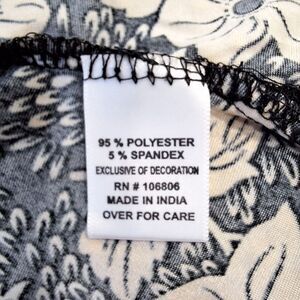 95 % POLYESTER
5 % SPANDEX
EXCLUSIVE OF DECORATION
RN # 106806
MADE IN INDIA
OVER FOR CARE